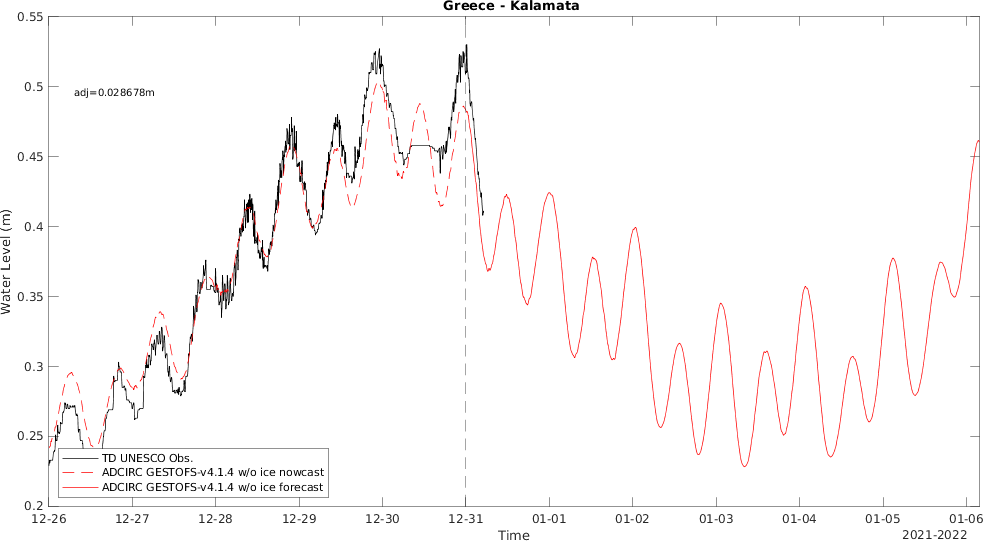 Greece - Kalamata
adj=0.028678m
Water Level (m)
0.55
0.5
0.45
0.4
0.35
0.3
0.25
0.2
TD UNESCO Obs.
ADCIRC GESTOFS-v4.1.4 w/o ice nowcast
ADCIRC GESTOFS-v4.1.4 w/o ice forecast
12-26 12-27 12-28 12-29 12-30 12-31 01-01 01-02 01-03 01-04 01-05 01-06
Time
2021-2022